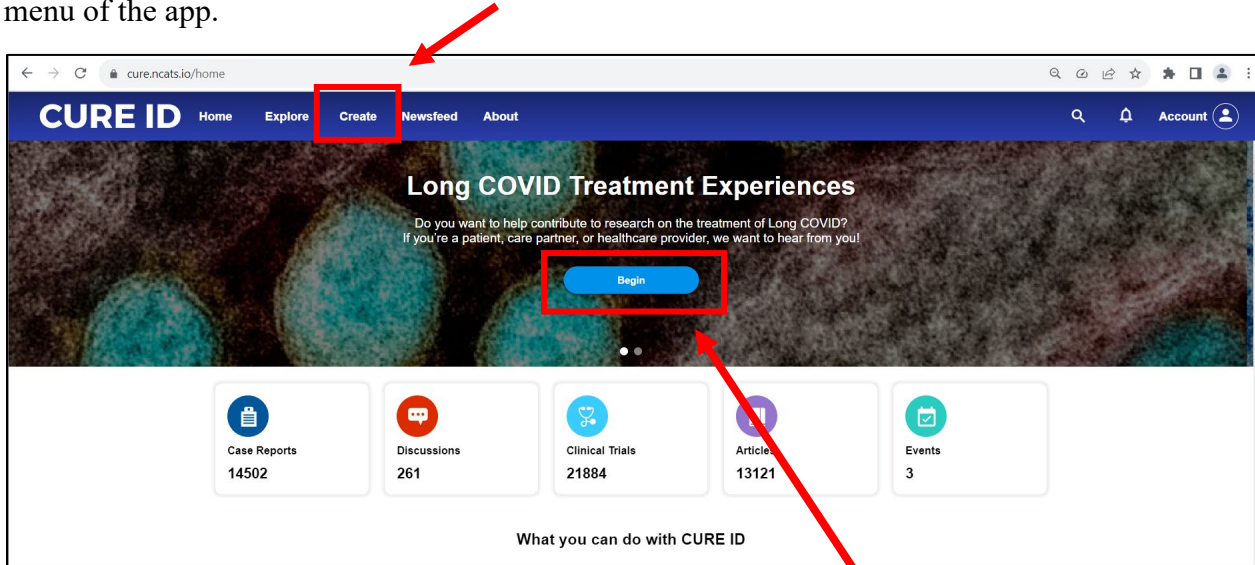 menu of the app.
cure.ncats.io/home
CURE ID Home Explore Create Newsfeed About Account
Long COVID Treatment Experiences
Do you want to help contribute to research on the treatment of Long COVID?
If you're a patient, care partner, or healthcare provider, we want to hear from you!
Begin
Case Reports Discussions Clinical Trials Articles Events
14502 261 21884 13121 3
What you can do with CURE ID